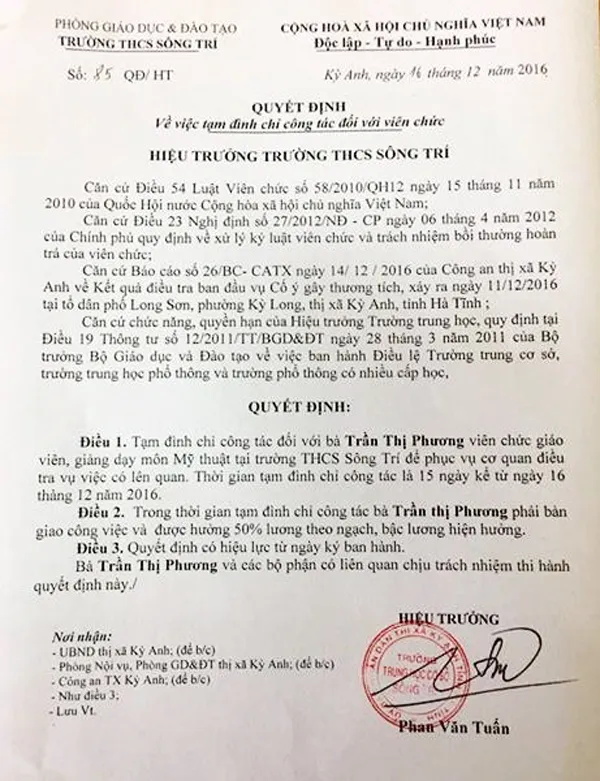 PHÒNG GIÁO DỤC & ĐÀO TẠO
TRƯỜNG THCS SÔNG TRÍ
CỘNG HOÀ XÃ HỘI CHỦ NGHĨA VIỆT NAM
Độc lập - Tự do - Hạnh phúc
Số: 85 QĐ/ HT
Kỳ Anh, ngày 16 tháng 12 năm 2016
QUYẾT ĐỊNH
Về việc tạm đình chỉ công tác đối với viên chức
HIỆU TRƯỞNG TRƯỜNG THCS SÔNG TRÍ
Căn cứ Điều 54 Luật Viên chức số 58/2010/QH12 ngày 15 tháng 11 năm
2010 của Quốc Hội nước Cộng hòa xã hội chủ nghĩa Việt Nam;
Căn cứ Điều 23 Nghị định số 27/2012/NĐ - CP ngày 06 tháng 4 năm 2012
của Chính phủ quy định về xử lý kỷ luật viên chức và trách nhiệm bồi thường hoàn
trả của viên chức;
Căn cứ Báo cáo số 26/BC- CATX ngày 14/ 12 / 2016 của Công an thị xã Kỳ
Anh về Kết quả điều tra ban đầu vụ Cố ý gây thương tích, xảy ra ngày 11/12/2016
tại tổ dân phố Long Sơn, phường Kỳ Long, thị xã Kỳ Anh, tỉnh Hà Tĩnh ;
Căn cứ chức năng, quyền hạn của Hiệu trưởng Trường trung học, quy định tại
Điều 19 Thông tư số 12/2011/TT/BGD&ĐT ngày 28 tháng 3 năm 2011 của Bộ
trưởng Bộ Giáo dục và Đào tạo về việc ban hành Điều lệ Trường trung cơ sở,
trường trung học phổ thông và trường phổ thông có nhiều cấp học,
QUYẾT ĐỊNH:
Điều 1. Tạm đình chỉ công tác đối với bà Trần Thị Phương viên chức giáo
viên, giảng dạy môn Mỹ thuật tại trường THCS Sông Trí để phục vụ cơ quan điều
tra vụ việc có lên quan. Thời gian tạm đình chỉ công tác là 15 ngày kể từ ngày 16
tháng 12 năm 2016.
Điều 2. Trong thời gian tạm đình chỉ công tác bà Trần thị Phương phải bàn
giao công việc và được hưởng 50% lương theo ngạch, bậc lương hiện hưởng.
Điều 3. Quyết định có hiệu lực từ ngày ký ban hành.
Bà Trần Thị Phương và các bộ phận có liên quan chịu trách nhiệm thi hành
quyết định này./
HIỆU TRƯỞNG
Nơi nhận:
- UBND thị xã Kỳ Anh; (để b/c)
- Phòng Nội vụ, Phòng GD&ĐT thị xã Kỳ Anh; (để b/c)
- Công an TX Kỳ Anh; (để b/c)
- Như điều 3;
- Lưu Vt.
TRƯỜNG
TRUNG HỌC CƠ SỞ
SÔNG
Phan Văn Tuấn